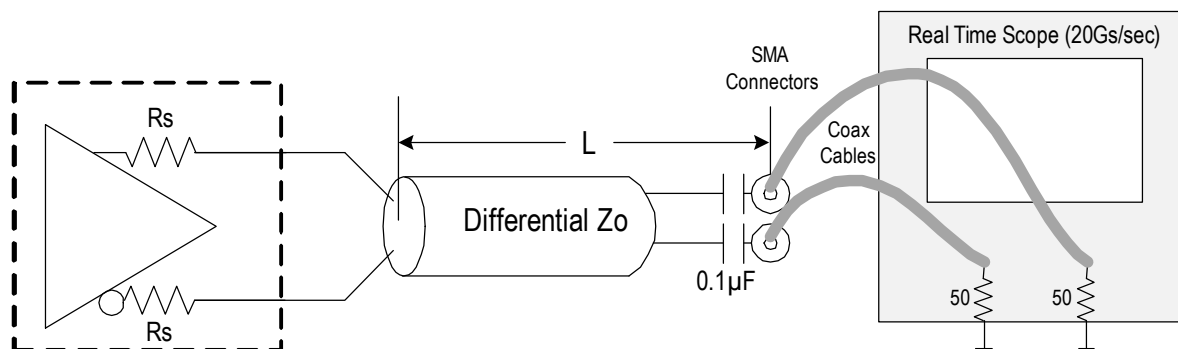 Real Time Scope (20Gs/sec)
SMA
Connectors
Rs
L
Coax
Cables
Differential Zo
0.1µF
50
50
Rs